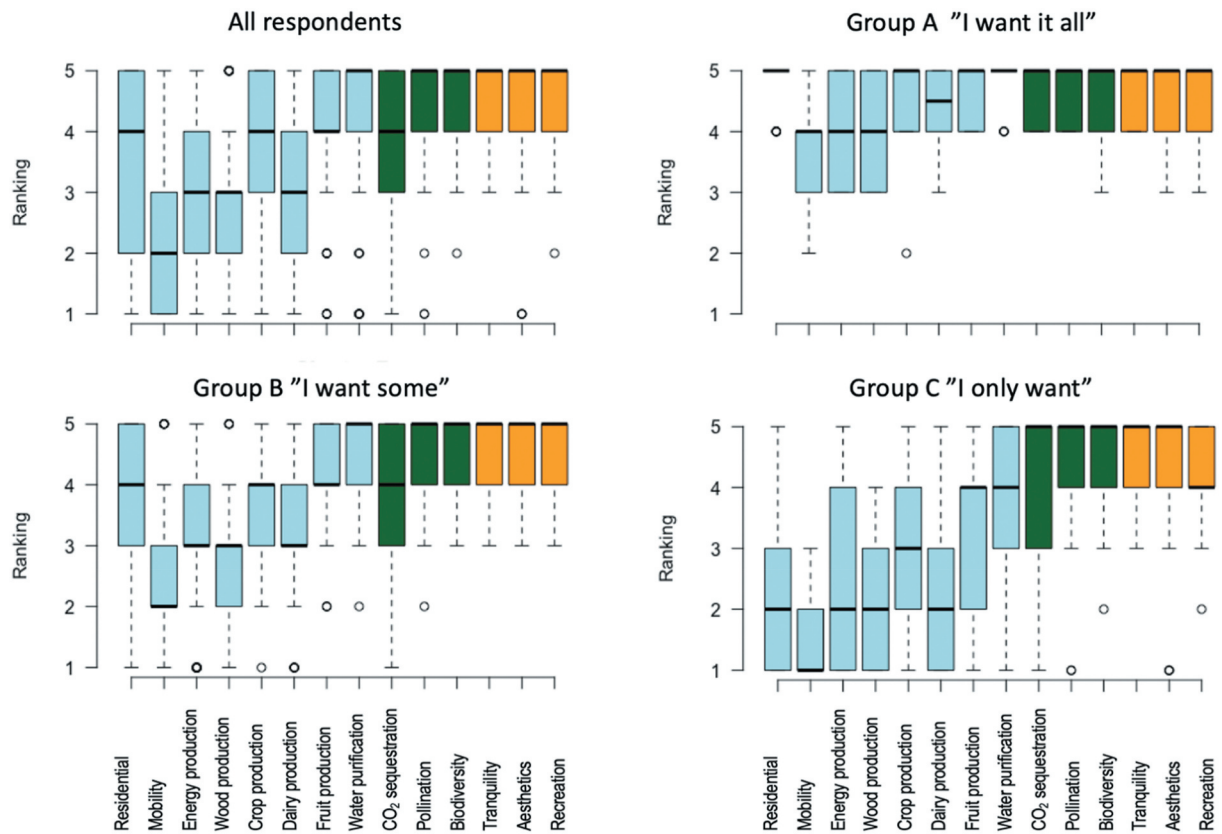 All respondents
Ranking
5
4
3
2
1
Group A ”I want it all”
Ranking
5
4
3
2
1
Group B ”I want some”
Ranking
5
4
3
2
1
Residential
Mobility
Energy production
Wood production
Crop production
Dairy production
Fruit production
Water purification
CO₂ sequestration
Pollination
Biodiversity
Tranquility
Aesthetics
Recreation
Group C ”I only want”
Ranking
5
4
3
2
1
Residential
Mobility
Energy production
Wood production
Crop production
Dairy production
Fruit production
Water purification
CO₂ sequestration
Pollination
Biodiversity
Tranquility
Aesthetics
Recreation